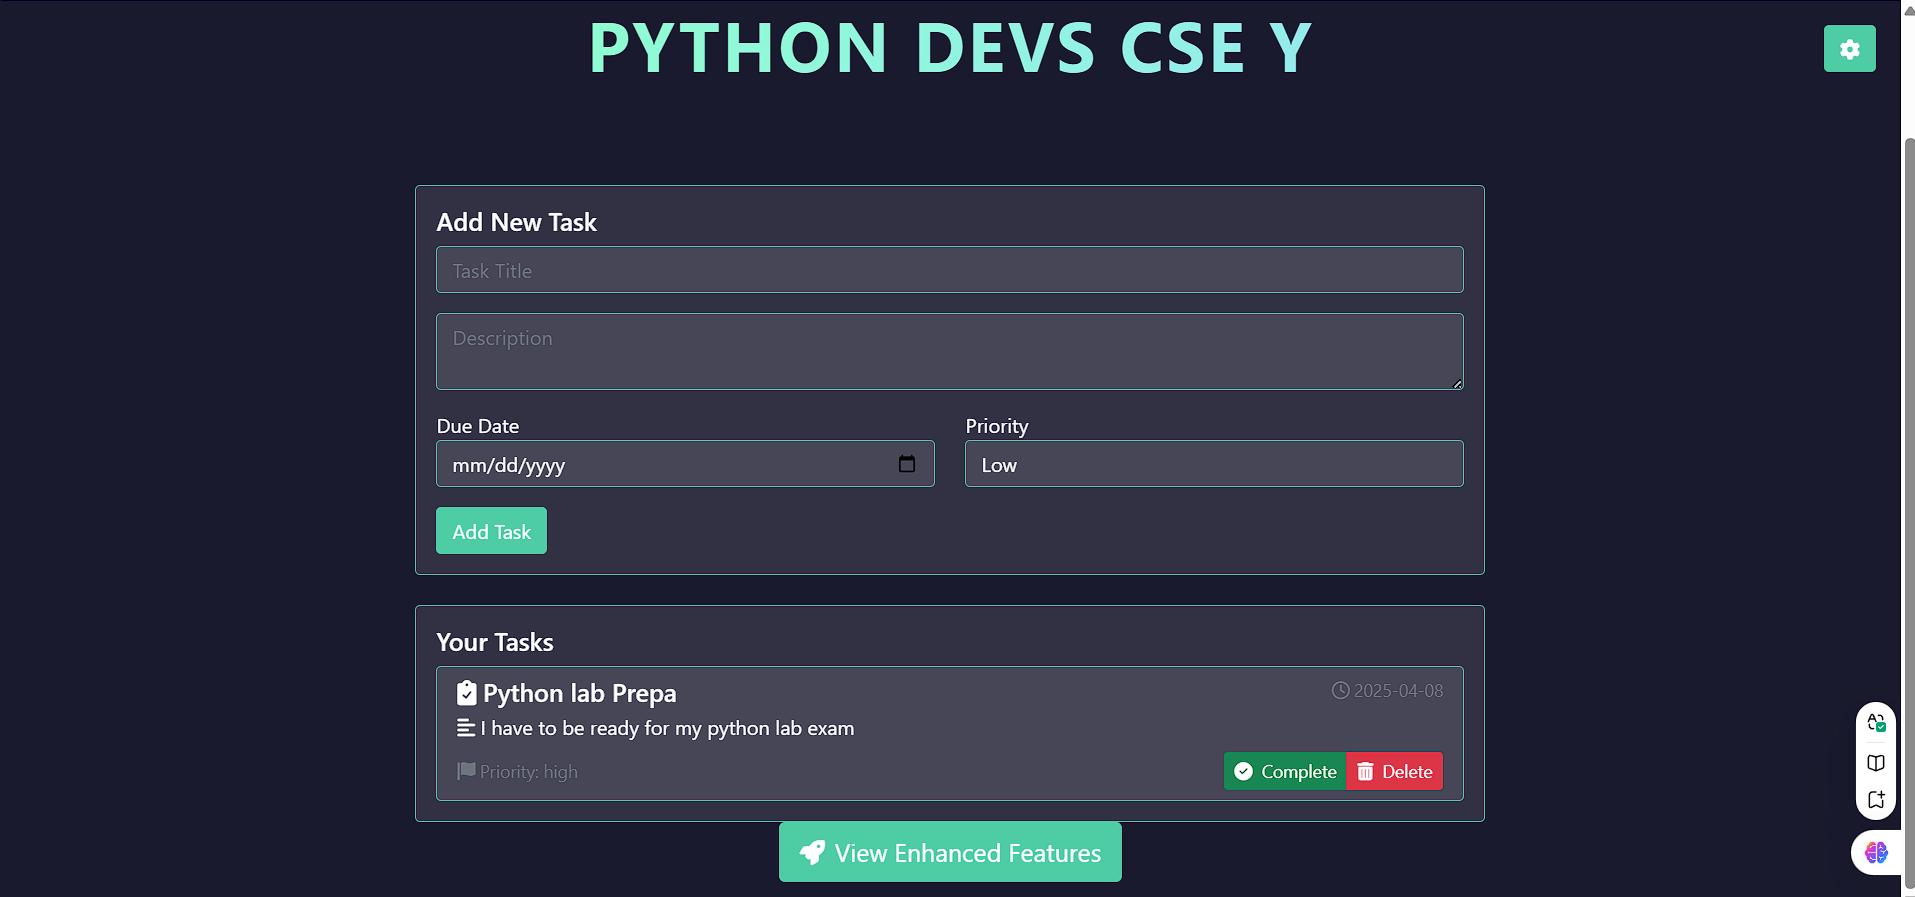 PYTHON DEVS CSE Y
Add New Task
Task Title
Description
Due Date
Priority
mm/dd/yyyy
Low
Add Task
Your Tasks
Python lab Prepa
2025-04-08
I have to be ready for my python lab exam
Priority: high
Complete
Delete
View Enhanced Features